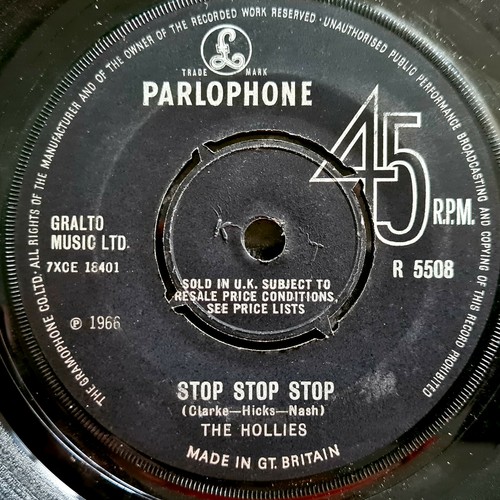 THE GRAMOPHONE CO. LTD. ALL RIGHTS OF THE MANUFACTURER AND OF THE OWNER OF THE RECORDED WORK RESERVED · UNAUTHORISED PUBLIC PERFORMANCE BROADCASTING AND COPYING OF THIS RECORD PROHIBITED
£
TRADE MARK
PARLOPHONE
45
R.P.M.
GRALTO
MUSIC LTD.
7XCE 18401
R 5508
SOLD IN U.K. SUBJECT TO
RESALE PRICE CONDITIONS,
SEE PRICE LISTS
℗ 1966
STOP STOP STOP
(Clarke—Hicks—Nash)
THE HOLLIES
MADE IN GT. BRITAIN